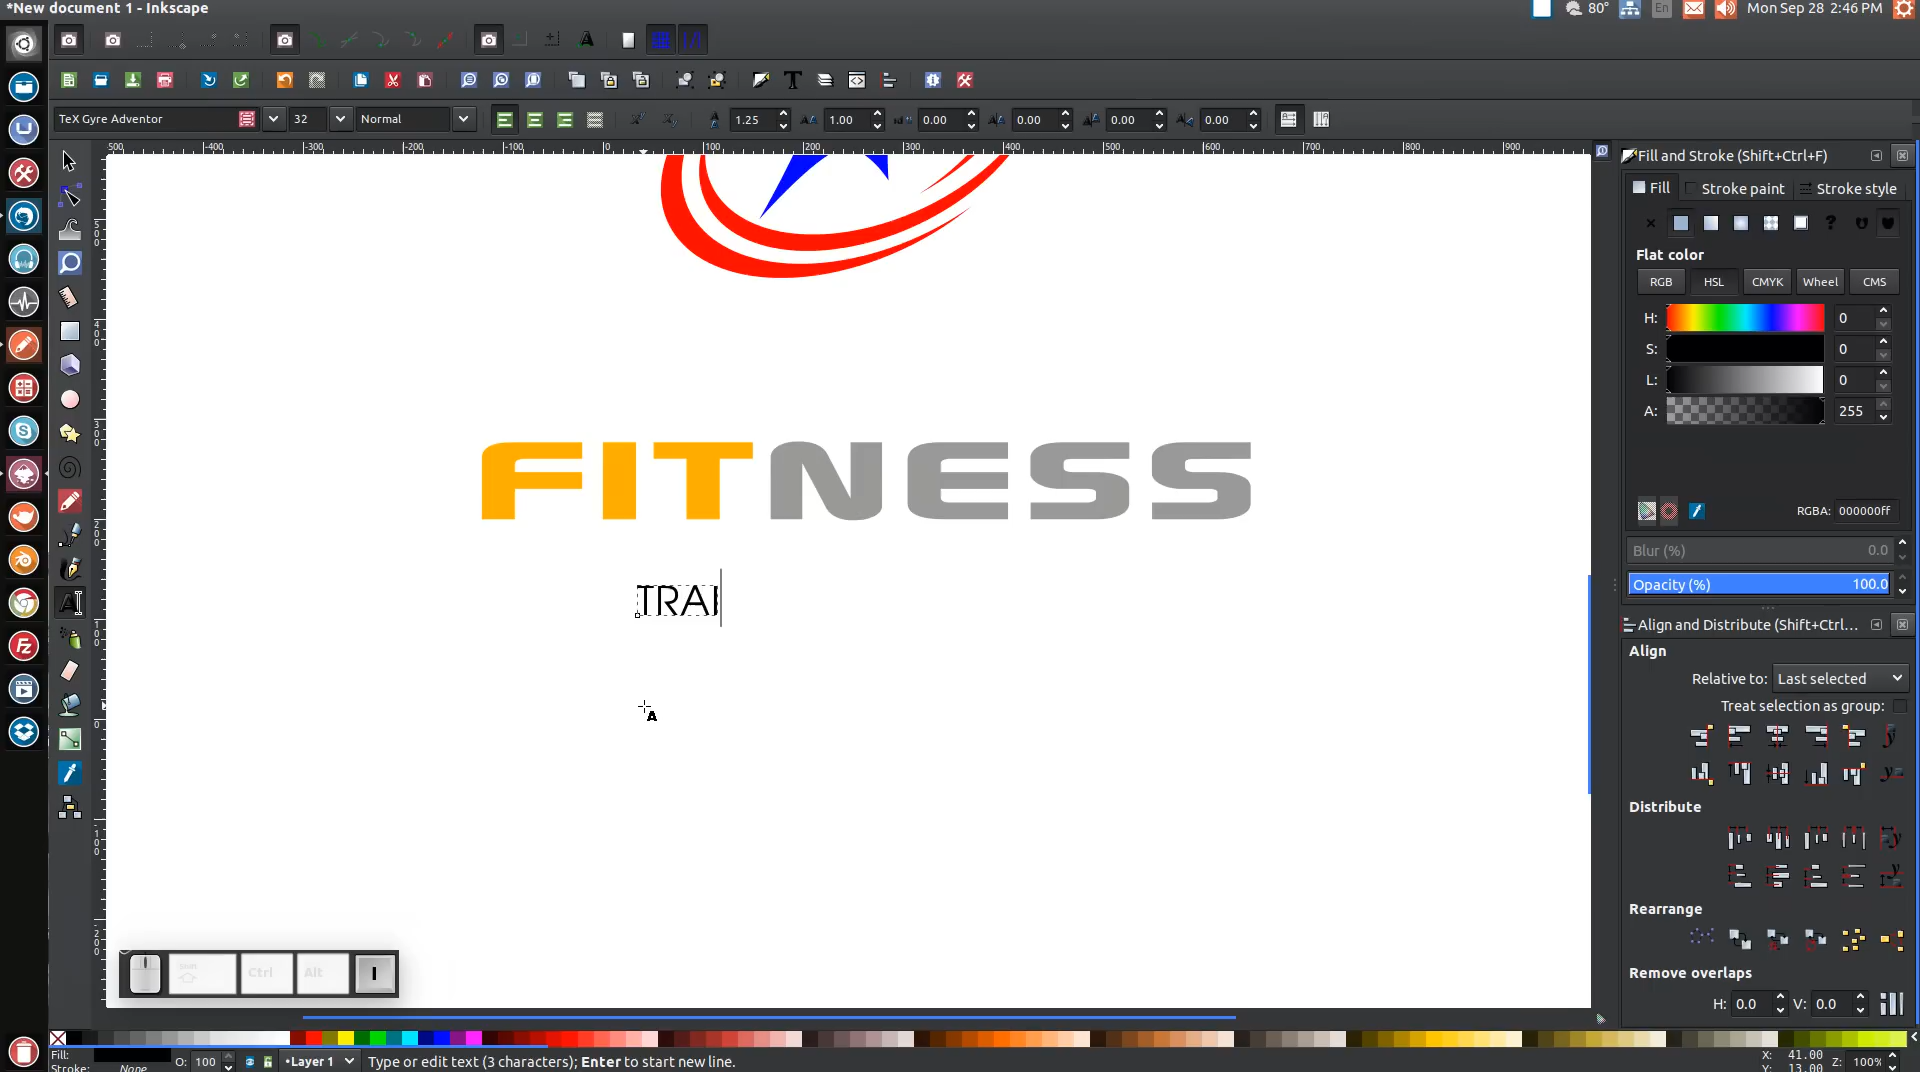 *New document 1 - Inkscape
80°
En
Mon Sep 28 2:46 PM
TeX Gyre Adventor
32
Normal
1.25
1.00
0.00
0.00
0.00
0.00
Fill and Stroke (Shift+Ctrl+F)
Fill
Stroke paint
Stroke style
Flat color
RGB
HSL
CMYK
Wheel
CMS
H:
0
S:
0
L:
0
A:
255
RGBA:
000000ff
Blur (%)
0.0
Opacity (%)
100.0
Align and Distribute (Shift+Ctrl...
Align
Relative to:
Last selected
Treat selection as group:
Distribute
Rearrange
Remove overlaps
H:
0.0
V:
0.0
FITNESS
TRAI
Shift
Ctrl
Alt
I
Fill:
Stroke:
None
O:
100
•Layer 1
Type or edit text (3 characters); Enter to start new line.
X:
41.00
Y:
13.00
Z:
100%